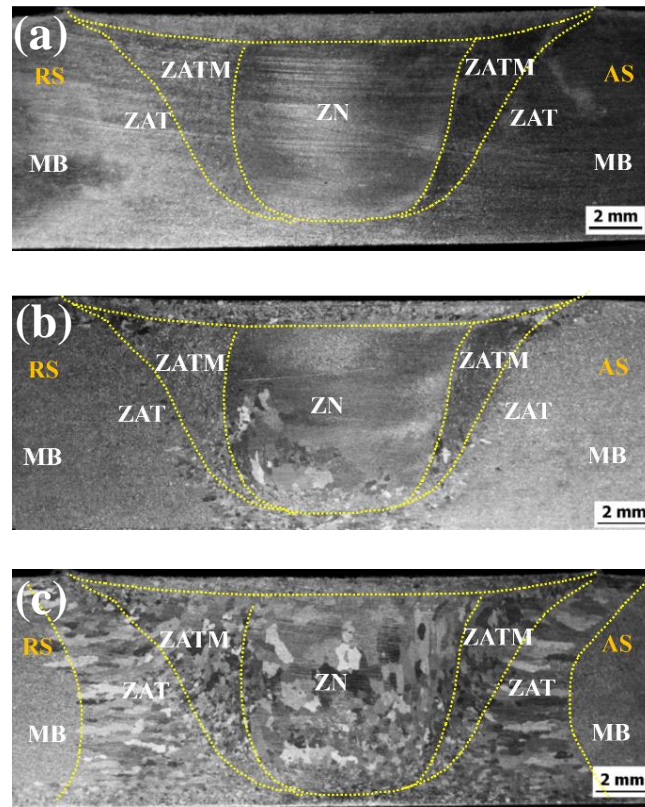 (a)
RS ZATM ZATM AS
ZAT ZN ZAT
MB MB
2 mm
(b)
RS ZATM ZATM AS
ZAT ZN ZAT
MB MB
2 mm
(c)
RS ZATM ZATM AS
ZAT ZN ZAT
MB MB
2 mm